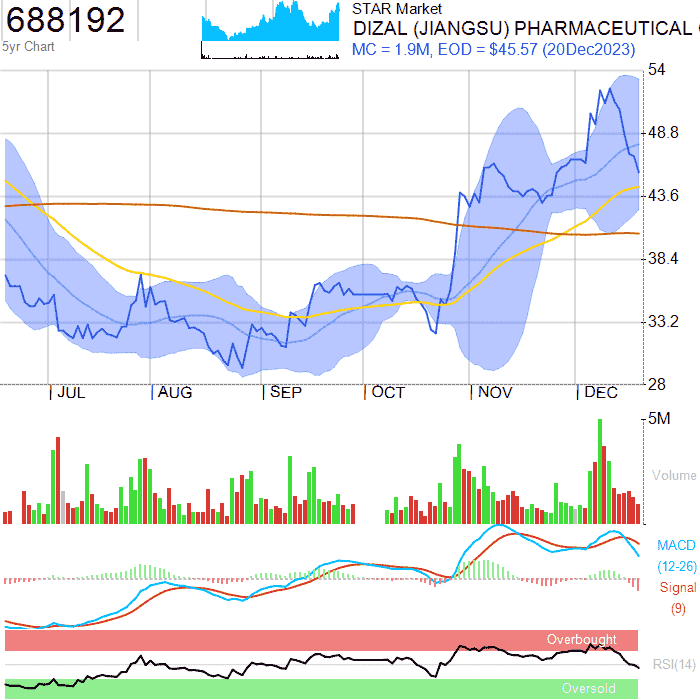 688192
5yr Chart
STAR Market
DIZAL (JIANGSU) PHARMACEUTICAL
MC = 1.9M, EOD = $45.57 (20Dec2023)
54
48.8
43.6
38.4
33.2
28
JUL AUG SEP OCT NOV DEC
5M
Volume
MACD
(12-26)
Signal
(9)
Overbought
RSI(14)
Oversold